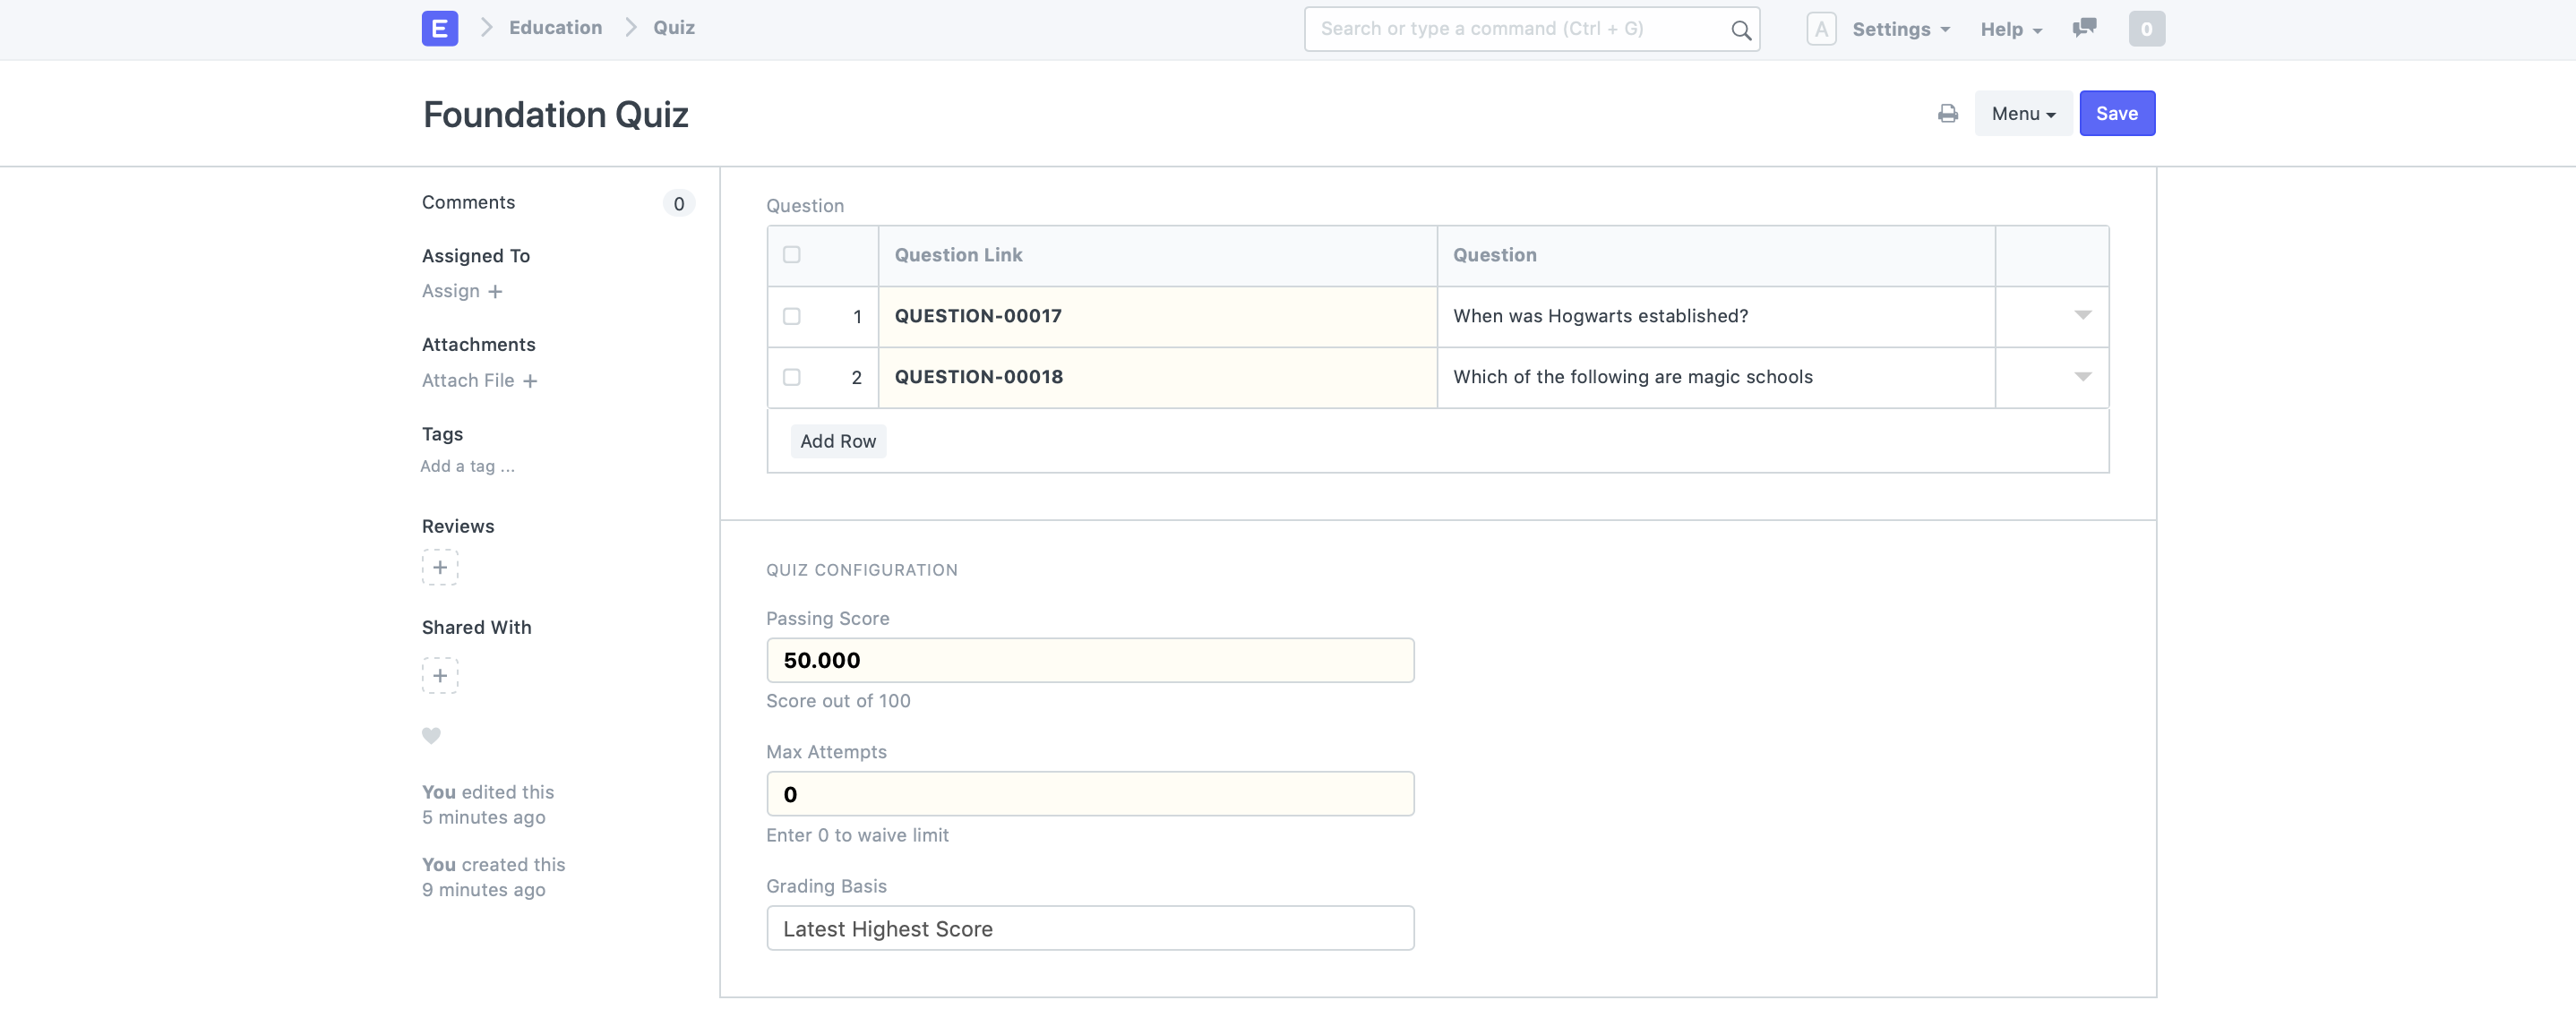 E Education Quiz Search or type a command (Ctrl + G) A Settings Help 0
Foundation Quiz Menu Save
Comments 0
Assigned To
Assign +
Attachments
Attach File +
Tags
Add a tag ...
Reviews
+
Shared With
+
You edited this
5 minutes ago
You created this
9 minutes ago
Question
Question Link Question
1 QUESTION-00017 When was Hogwarts established?
2 QUESTION-00018 Which of the following are magic schools
Add Row
QUIZ CONFIGURATION
Passing Score
50.000
Score out of 100
Max Attempts
0
Enter 0 to waive limit
Grading Basis
Latest Highest Score